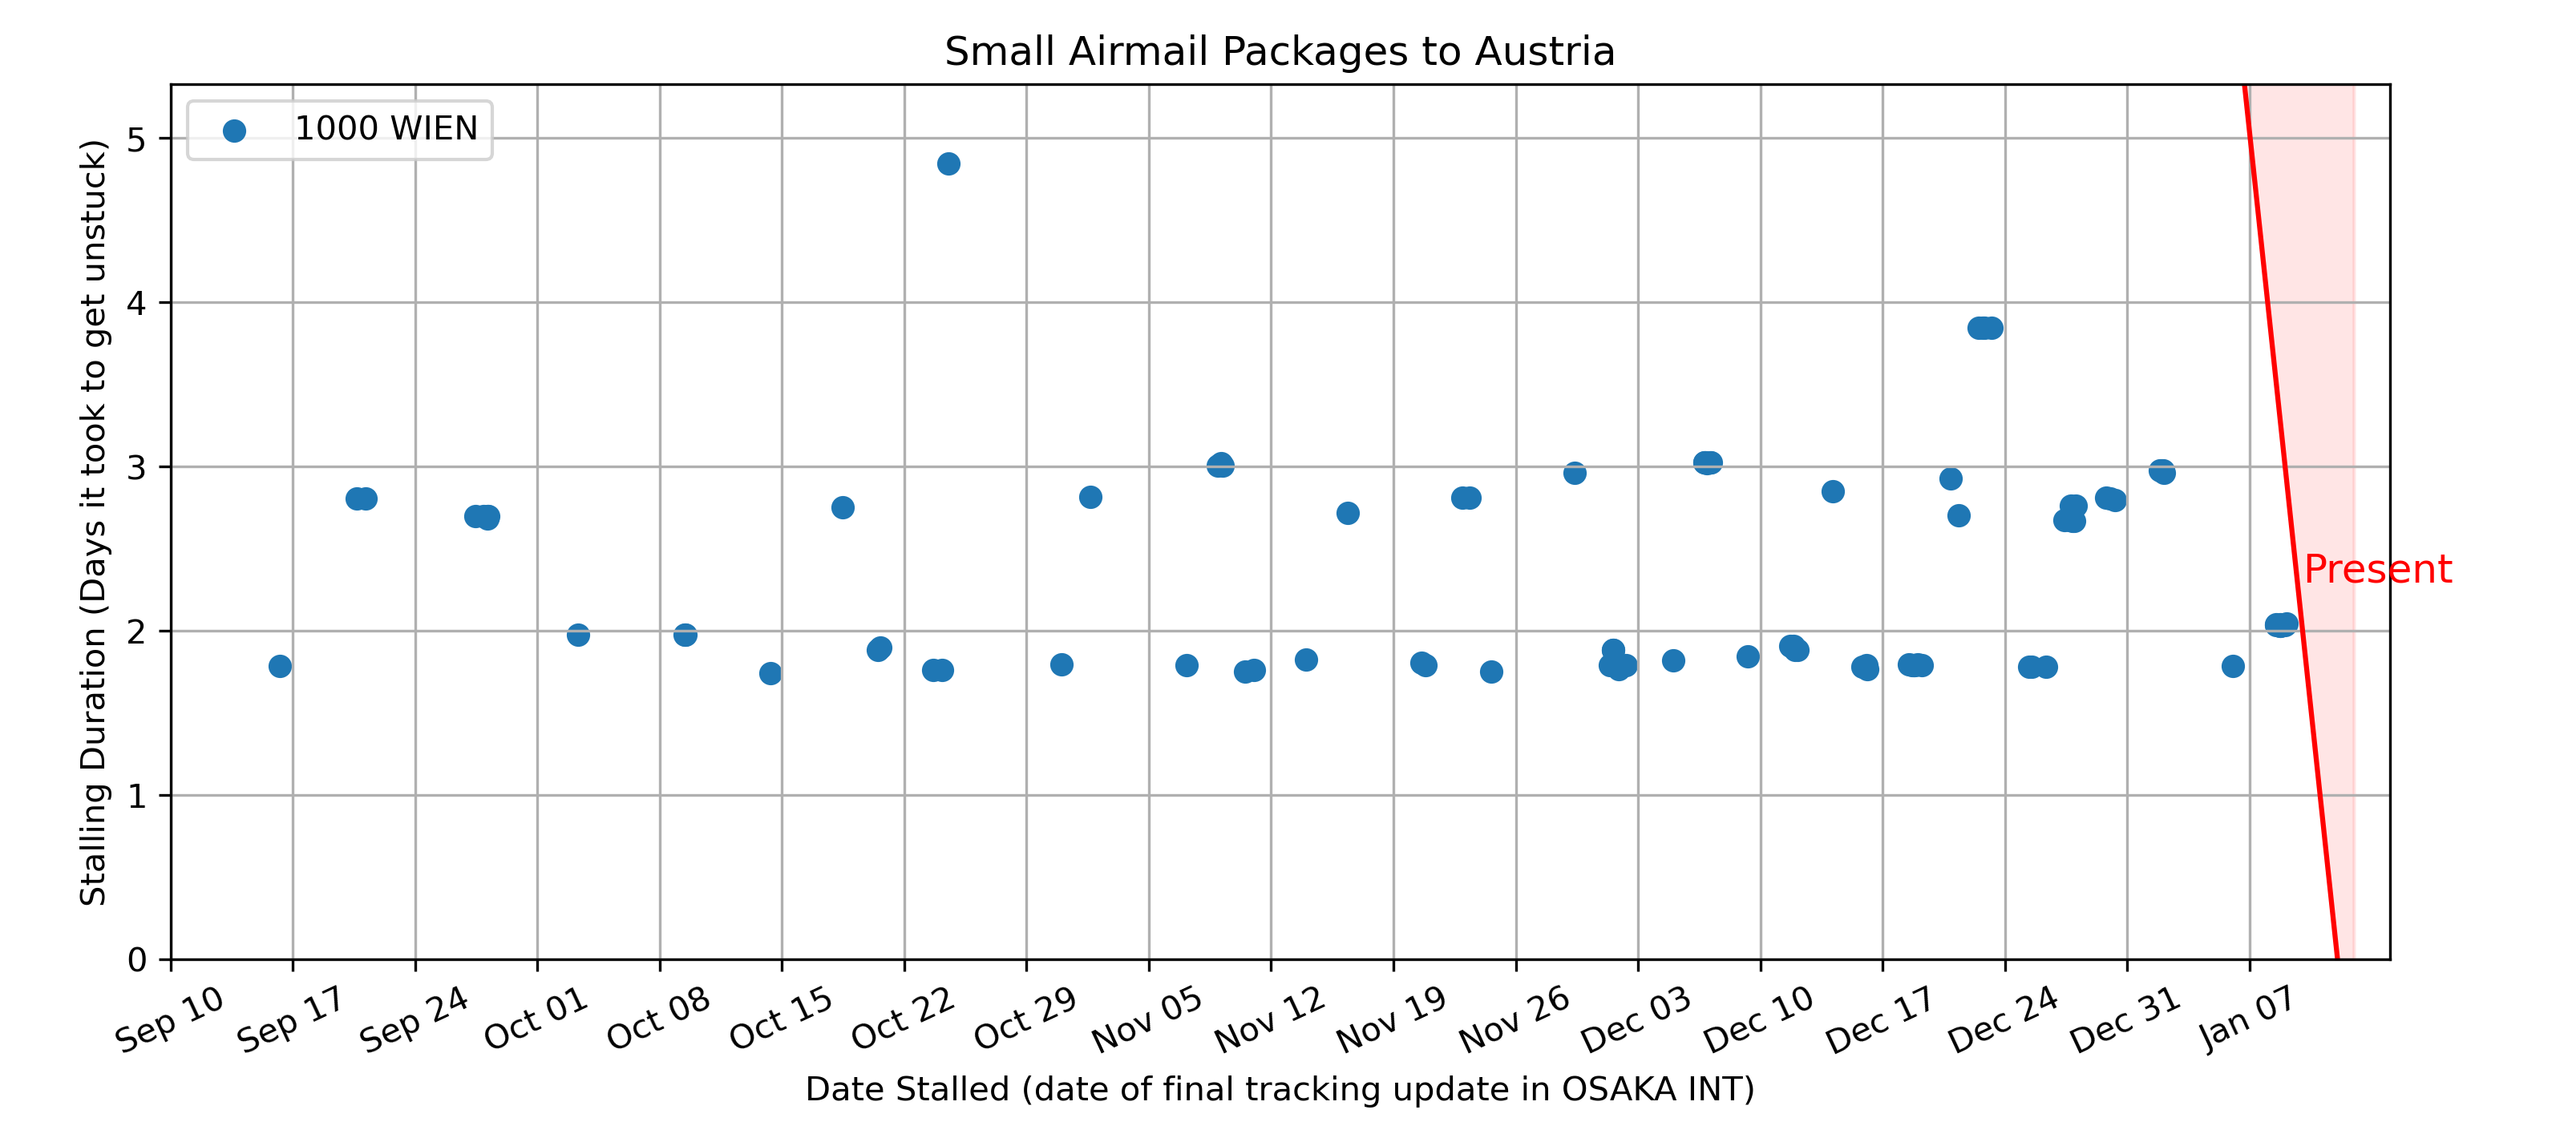 Small Airmail Packages to Austria
1000 WIEN
Stalling Duration (Days it took to get unstuck)
5
4
3
2
1
0
Present
Sep 10
Sep 17
Sep 24
Oct 01
Oct 08
Oct 15
Oct 22
Oct 29
Nov 05
Nov 12
Nov 19
Nov 26
Dec 03
Dec 10
Dec 17
Dec 24
Dec 31
Jan 07
Date Stalled (date of final tracking update in OSAKA INT)